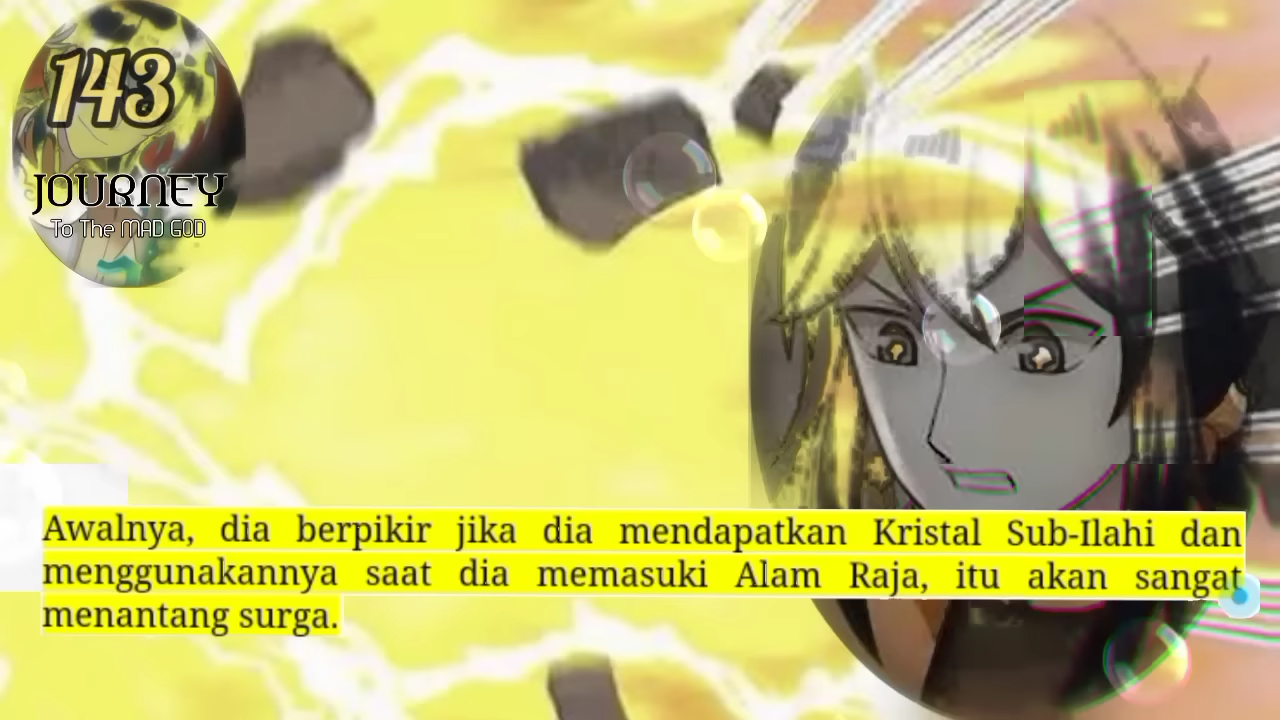 143
JOURNEY
To The MAD GOD
Awalnya, dia berpikir jika dia mendapatkan Kristal Sub-Ilahi dan
menggunakannya saat dia memasuki Alam Raja, itu akan sangat
menantang surga.